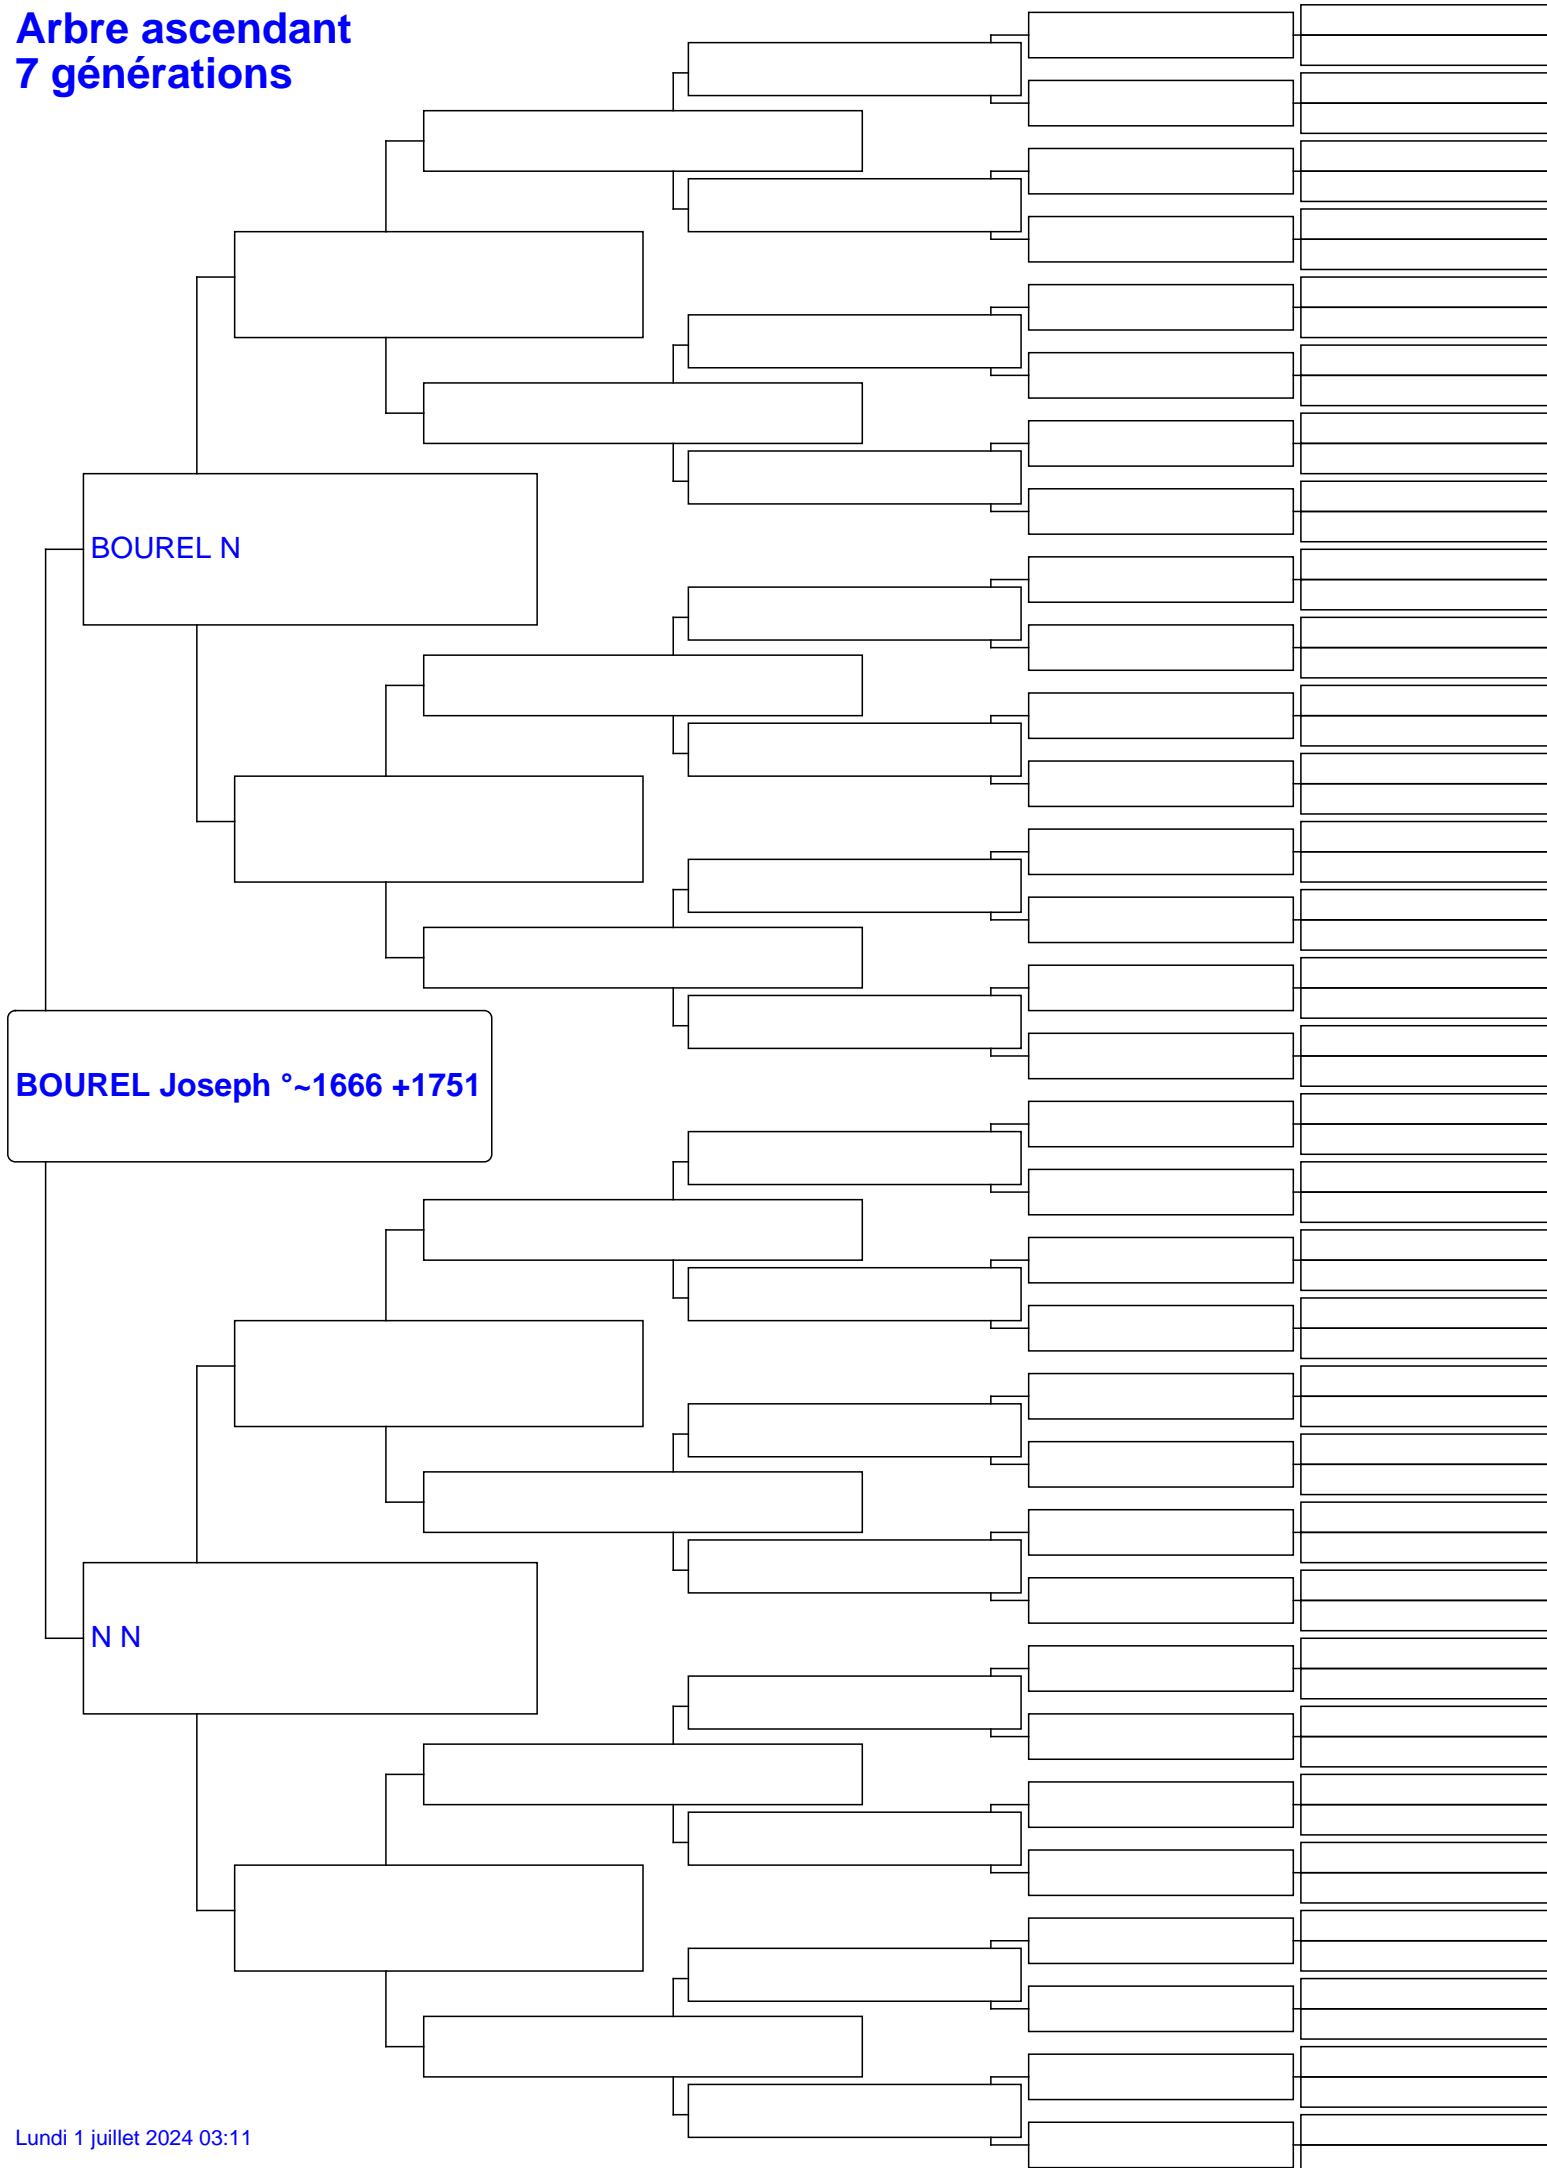 Arbre ascendant
7 générations
BOUREL N
BOUREL Joseph °~1666 +1751
N N
Lundi 1 juillet 2024 03:11